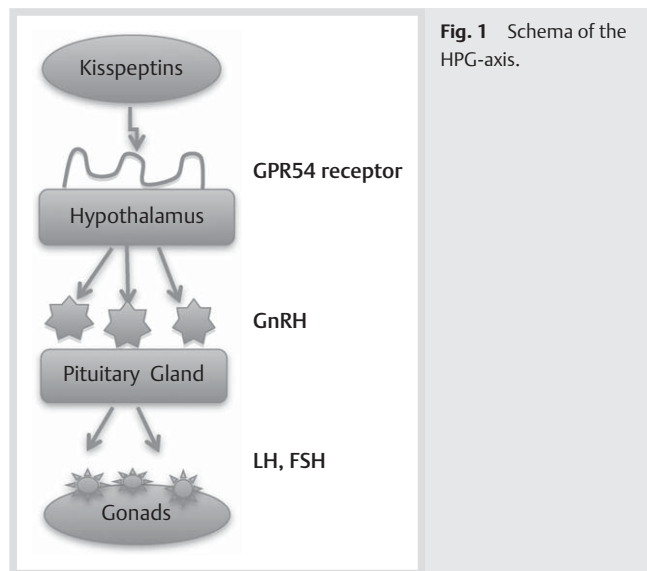 Kisspeptins
GPR54 receptor
Hypothalamus
GnRH
Pituitary Gland
LH, FSH
Gonads
Fig. 1 Schema of the
HPG-axis.